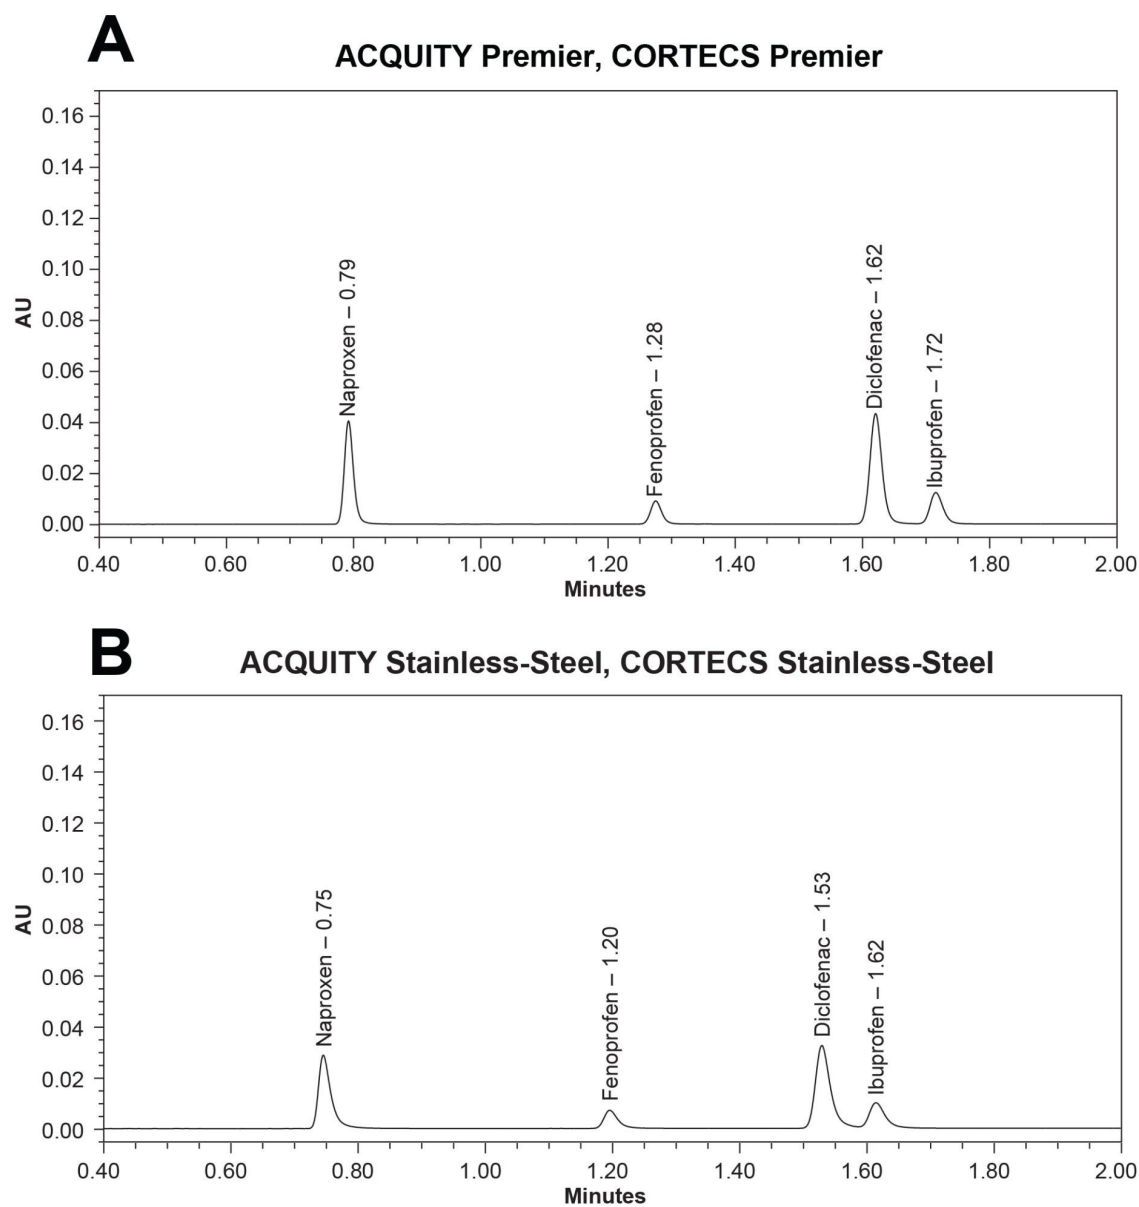 A
ACQUITY Premier, CORTECS Premier
0.16
0.14
0.12
0.10
0.08
0.06
0.04
0.02
0.00
AU
Naproxen – 0.79
Fenoprofen – 1.28
Diclofenac – 1.62
Ibuprofen – 1.72
0.40 0.60 0.80 1.00 1.20 1.40 1.60 1.80 2.00
Minutes
B
ACQUITY Stainless-Steel, CORTECS Stainless-Steel
0.16
0.14
0.12
0.10
0.08
0.06
0.04
0.02
0.00
AU
Naproxen – 0.75
Fenoprofen – 1.20
Diclofenac – 1.53
Ibuprofen – 1.62
0.40 0.60 0.80 1.00 1.20 1.40 1.60 1.80 2.00
Minutes